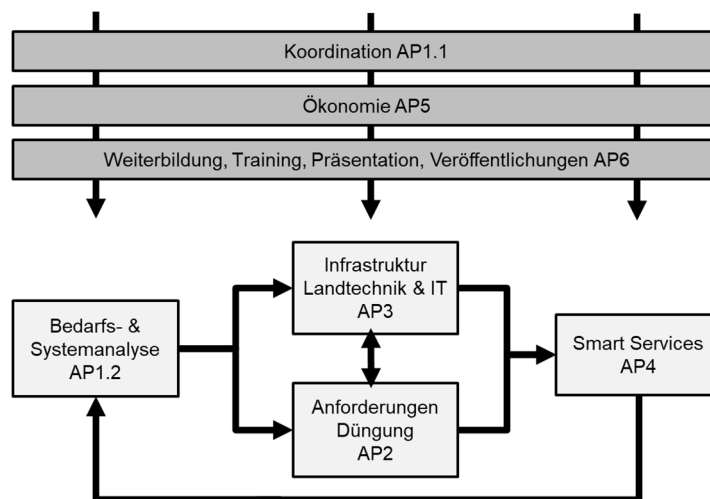 Koordination AP1.1
Ökonomie AP5
Weiterbildung, Training, Präsentation, Veröffentlichungen AP6
Infrastruktur
Landtechnik & IT
AP3
Bedarfs- &
Systemanalyse
AP1.2
Smart Services
AP4
Anforderungen
Düngung
AP2